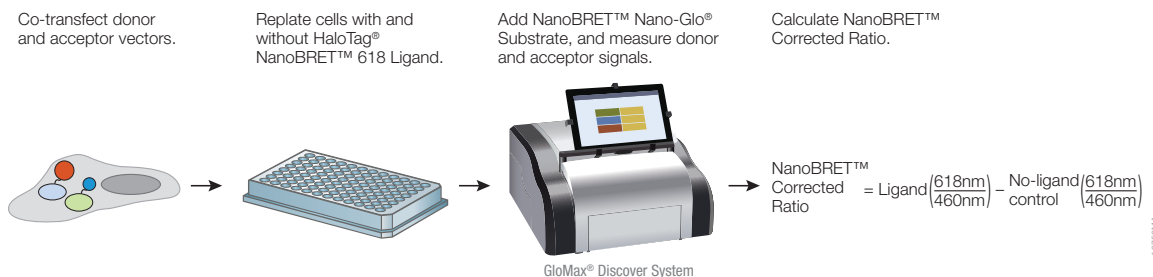 Co-transfect donor
and acceptor vectors.
Replate cells with and
without HaloTag®
NanoBRET™ 618 Ligand.
Add NanoBRET™ Nano-Glo®
Substrate, and measure donor
and acceptor signals.
Calculate NanoBRET™
Corrected Ratio.
NanoBRET™
Corrected
Ratio
= Ligand(618nm/460nm) – No-ligand control (618nm/460nm)
GloMax® Discover System